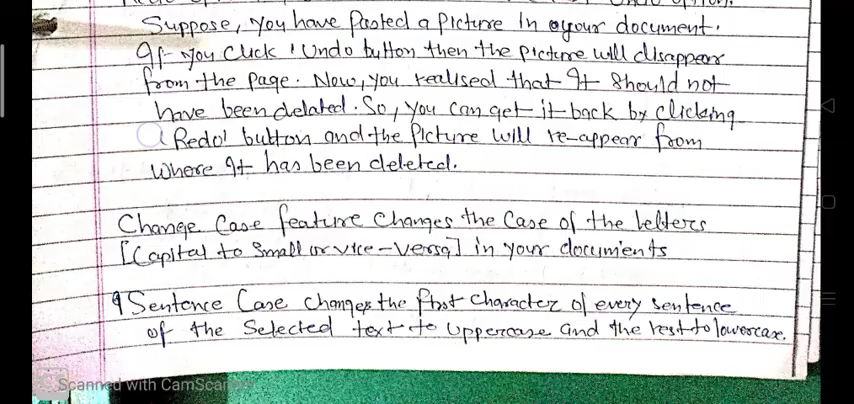 Suppose, you have pasted a picture in your document.
If you click 'Undo button then the picture will disappear
from the page. Now, you realised that It should not
have been delated. So, you can get it back by clicking
'Redo' button and the picture will re-appear from
where It has been deleted.
Change Case feature changes the Case of the letters
[Capital to Small or vice-versa] in your documents
Sentence Case changes the first character of every sentence
of the selected text to uppercase and the rest to lowercase.
Scanned with CamScanner